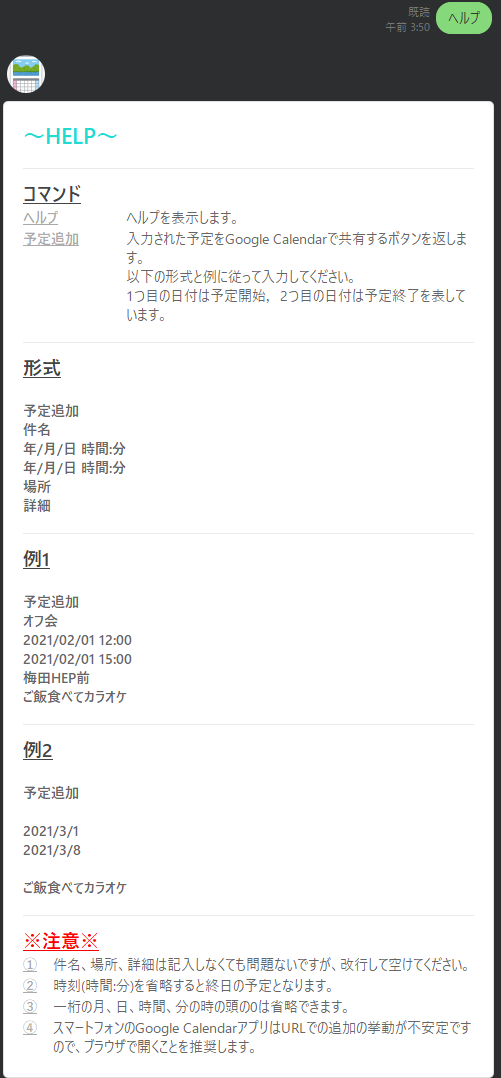 既読
午前 3:50
ヘルプ
～HELP～
コマンド
ヘルプ ヘルプを表示します。
予定追加 入力された予定をGoogle Calendarで共有するボタンを返しま
す。
以下の形式と例に従って入力してください。
1つ目の日付は予定開始，2つ目の日付は予定終了を表して
います。
形式
予定追加
件名
年/月/日 時間:分
年/月/日 時間:分
場所
詳細
例1
予定追加
オフ会
2021/02/01 12:00
2021/02/01 15:00
梅田HEP前
ご飯食べてカラオケ
例2
予定追加
2021/3/1
2021/3/8
ご飯食べてカラオケ
※注意※
① 件名、場所、詳細は記入しなくても問題ないですが、改行して空けてください。
② 時刻(時間:分)を省略すると終日の予定となります。
③ 一桁の月、日、時間、分の時の頭の0は省略できます。
④ スマートフォンのGoogle CalendarアプリはURLでの追加の挙動が不安定です
ので、ブラウザで開くことを推奨します。